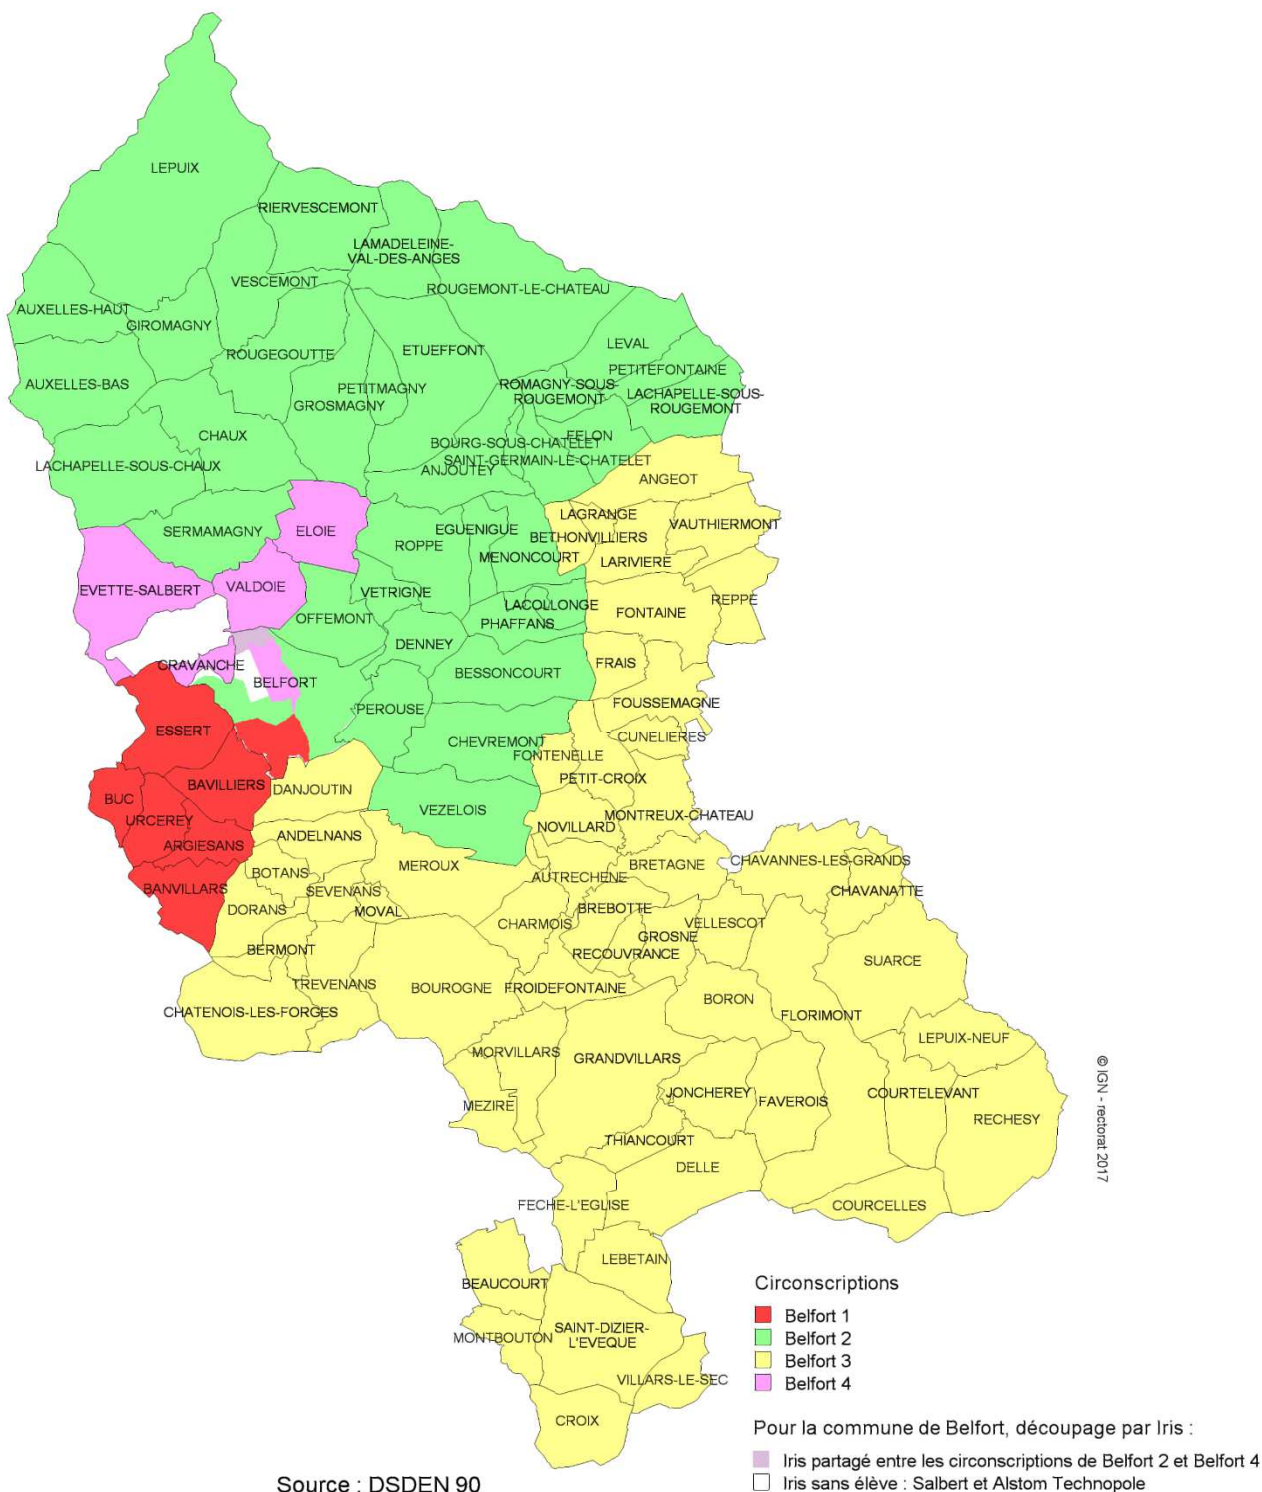 LEPUIX
RIERVESCEMONT
LAMADELEINE-
VAL-DES-ANGES
VESCEMONT
ROUGEMONT-LE-CHATEAU
AUXELLES-HAUT
GIROMAGNY
LEVAL
ROUGEGOUTTE
ETUEFFONT
PETITEFONTAINE
AUXELLES-BAS
PETITMAGNY
ROMAGNY-SOUS-
ROUGEMONT
LACHAPELLE-SOUS-
ROUGEMONT
GROSMAGNY
CHAUX
FELON
BOURG-SOUS-CHATELET
SAINT-GERMAIN-LE-CHATELET
LACHAPELLE-SOUS-CHAUX
ANJOUTEY
ANGEOT
LAGRANGE
VAUTHIERMONT
SERMAMAGNY
ELOIE
EGUENIGUE
BETHONVILLIERS
ROPPE
MENONCOURT
LARIVIERE
EVETTE-SALBERT
VALDOIE
VETRIGNE
LACOLLONGE
REPPE
FONTAINE
OFFEMONT
PHAFFANS
DENNEY
CRAVANCHE
FRAIS
BESSONCOURT
BELFORT
FOUSSEMAGNE
PEROUSE
ESSERT
CUNELIERES
CHEVREMONT
FONTENELLE
PETIT-CROIX
BAVILLIERS
DANJOUTIN
BUC
VEZELOIS
MONTREUX-CHATEAU
URCEREY
NOVILLARD
ANDELNANS
ARGIESANS
CHAVANNES-LES-GRANDS
BRETAGNE
MEROUX
BOTANS
AUTRECHENE
BANVILLARS
SEVENANS
CHAVANATTE
DORANS
MOVAL
BREBOTTE
CHARMOIS
VELLESCOT
GROSNE
BERMONT
RECOUVRANCE
SUARCE
TREVENANS
BOUROGNE
FROIDEFONTAINE
BORON
CHATENOIS-LES-FORGES
FLORIMONT
LEPUIX-NEUF
MORVILLARS
GRANDVILLARS
JONCHEREY
FAVEROIS
COURTELEVANT
MEZIRE
RECHESY
THIANCOURT
DELLE
FECHE-L'EGLISE
COURCELLES
LEBETAIN
BEAUCOURT
SAINT-DIZIER-
L'EVEQUE
MONTBOUTON
VILLARS-LE-SEC
CROIX
© IGN - rectorat 2017
Circonscriptions
Belfort 1
Belfort 2
Belfort 3
Belfort 4
Pour la commune de Belfort, découpage par Iris :
Iris partagé entre les circonscriptions de Belfort 2 et Belfort 4
Iris sans élève : Salbert et Alstom Technopole
Source : DSDEN 90